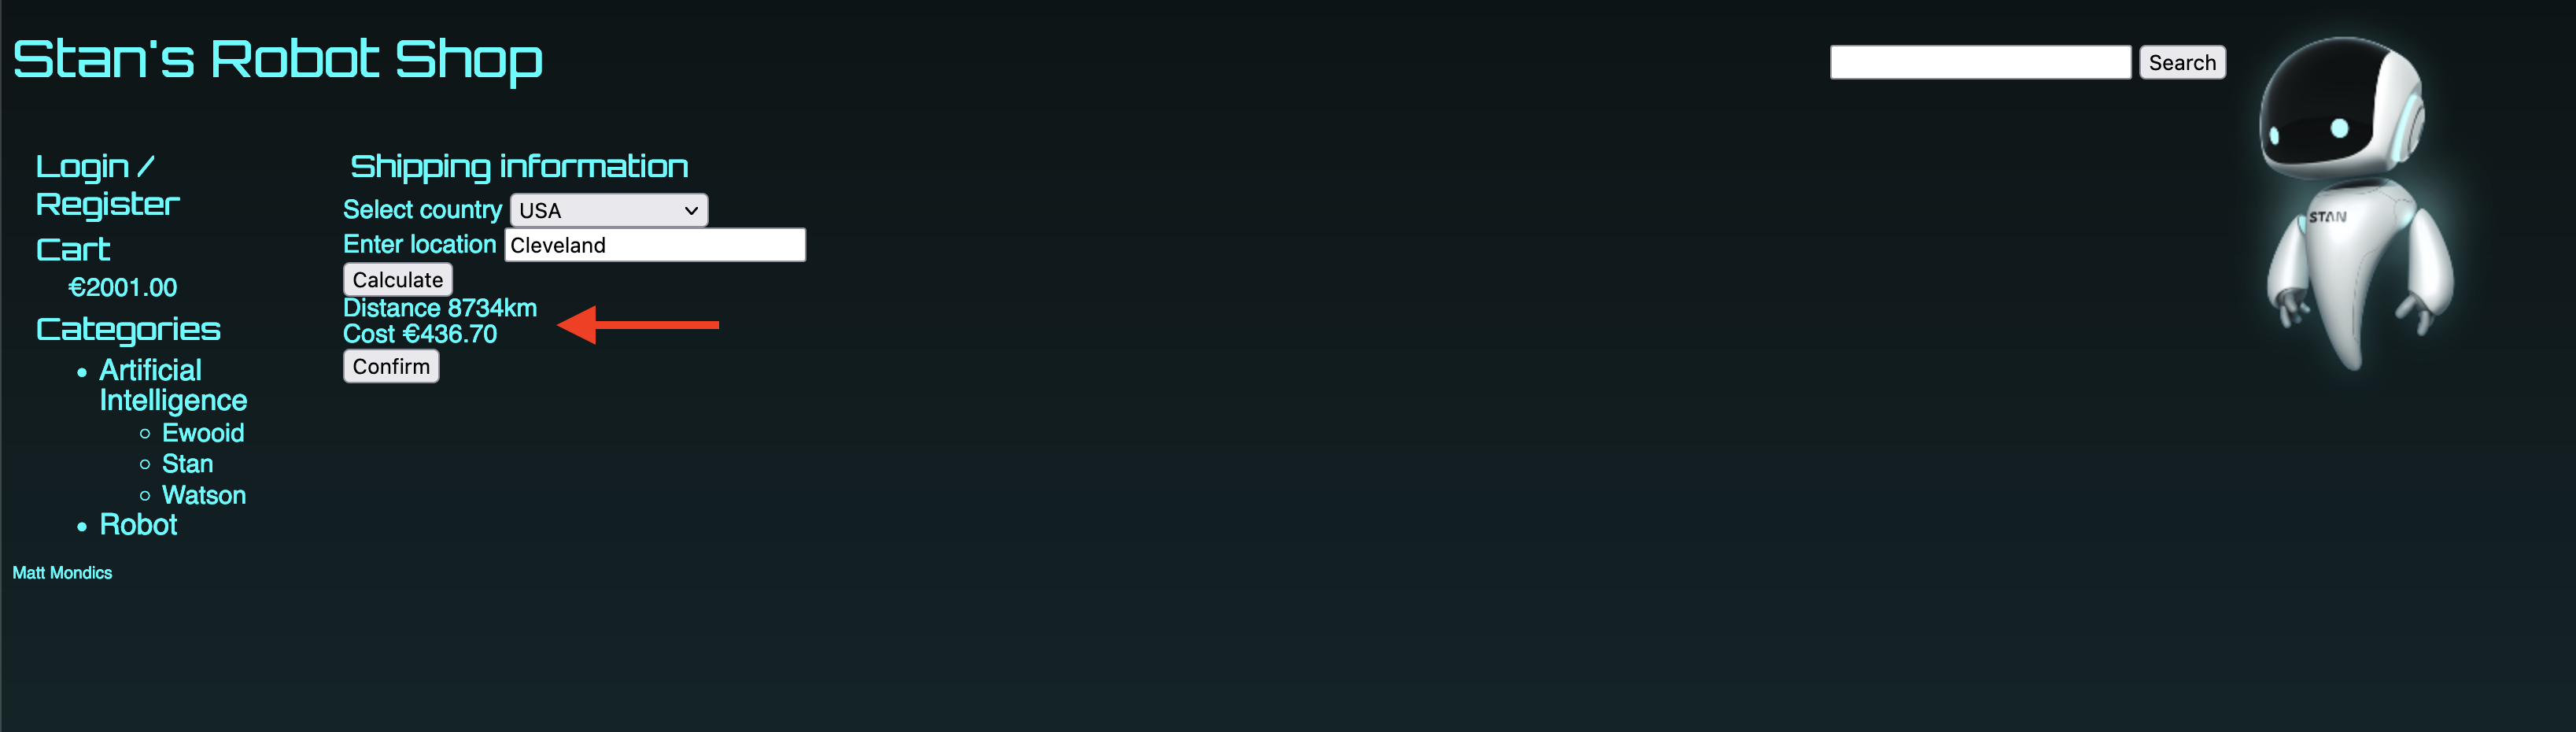 Stan's Robot Shop
Search
Login /
Register
Cart
€2001.00
Categories
Artificial
Intelligence
Ewooid
Stan
Watson
Robot
Shipping information
Select country USA
Enter location Cleveland
Calculate
Distance 8734km
Cost €436.70
Confirm
STAN
Matt Mondics